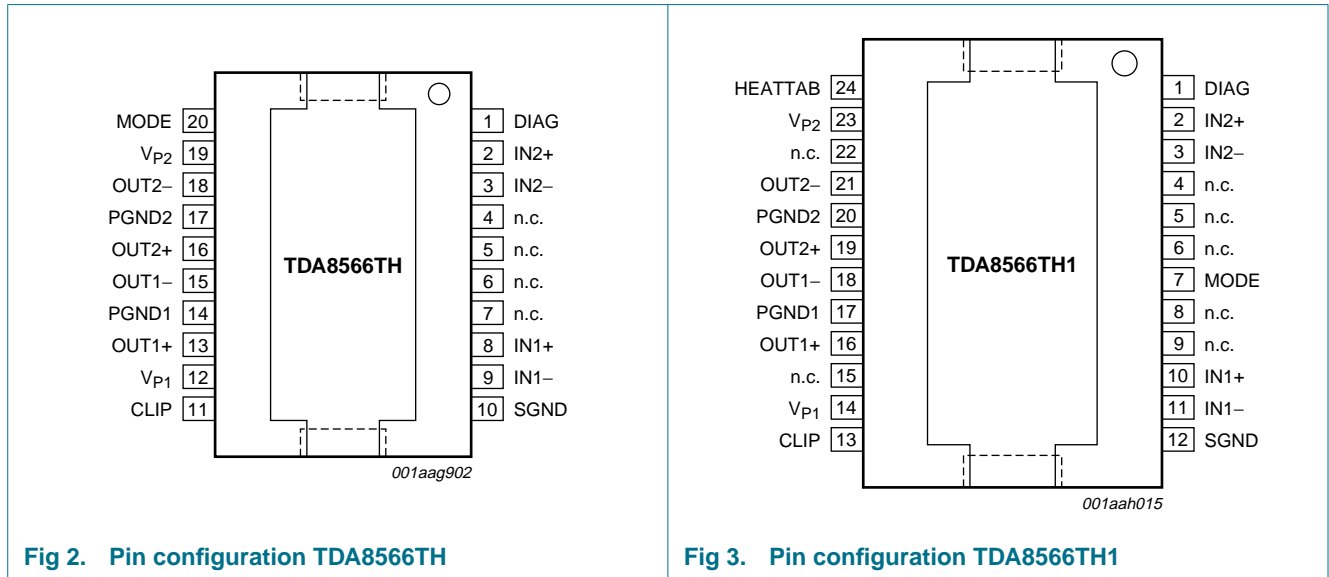 MODE 20
VP2 19
OUT2− 18
PGND2 17
OUT2+ 16
OUT1− 15
PGND1 14
OUT1+ 13
VP1 12
CLIP 11
TDA8566TH
1 DIAG
2 IN2+
3 IN2−
4 n.c.
5 n.c.
6 n.c.
7 n.c.
8 IN1+
9 IN1−
10 SGND
001aag902
Fig 2. Pin configuration TDA8566TH
HEATTAB 24
VP2 23
n.c. 22
OUT2− 21
PGND2 20
OUT2+ 19
OUT1− 18
PGND1 17
OUT1+ 16
n.c. 15
VP1 14
CLIP 13
TDA8566TH1
1 DIAG
2 IN2+
3 IN2−
4 n.c.
5 n.c.
6 n.c.
7 MODE
8 n.c.
9 n.c.
10 IN1+
11 IN1−
12 SGND
001aah015
Fig 3. Pin configuration TDA8566TH1